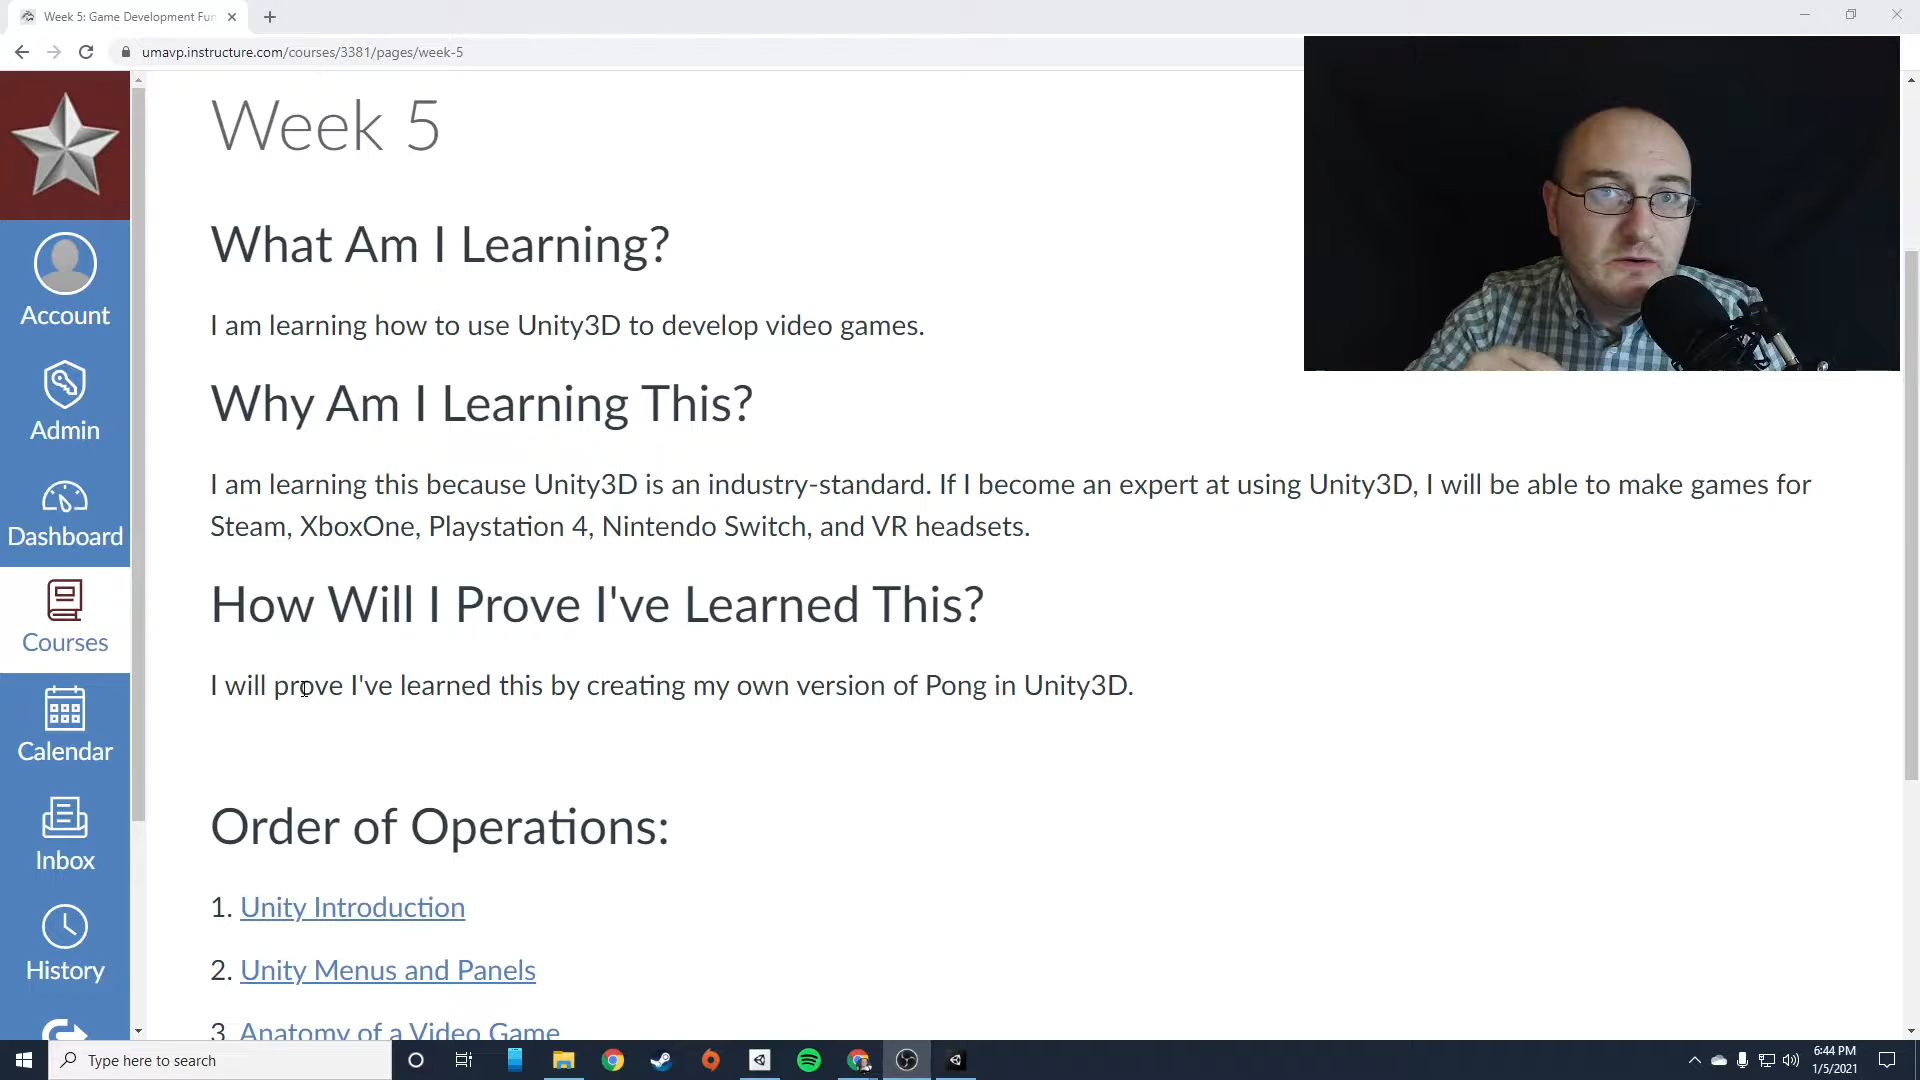 Week 5: Game Development Fun
umavp.instructure.com/courses/3381/pages/week-5
Week 5
What Am I Learning?
I am learning how to use Unity3D to develop video games.
Why Am I Learning This?
I am learning this because Unity3D is an industry-standard. If I become an expert at using Unity3D, I will be able to make games for
Steam, XboxOne, Playstation 4, Nintendo Switch, and VR headsets.
How Will I Prove I've Learned This?
I will prove I've learned this by creating my own version of Pong in Unity3D.
Order of Operations:
1. Unity Introduction
2. Unity Menus and Panels
3. Anatomy of a Video Game
Account
Admin
Dashboard
Courses
Calendar
Inbox
History
Type here to search
6:44 PM
1/5/2021